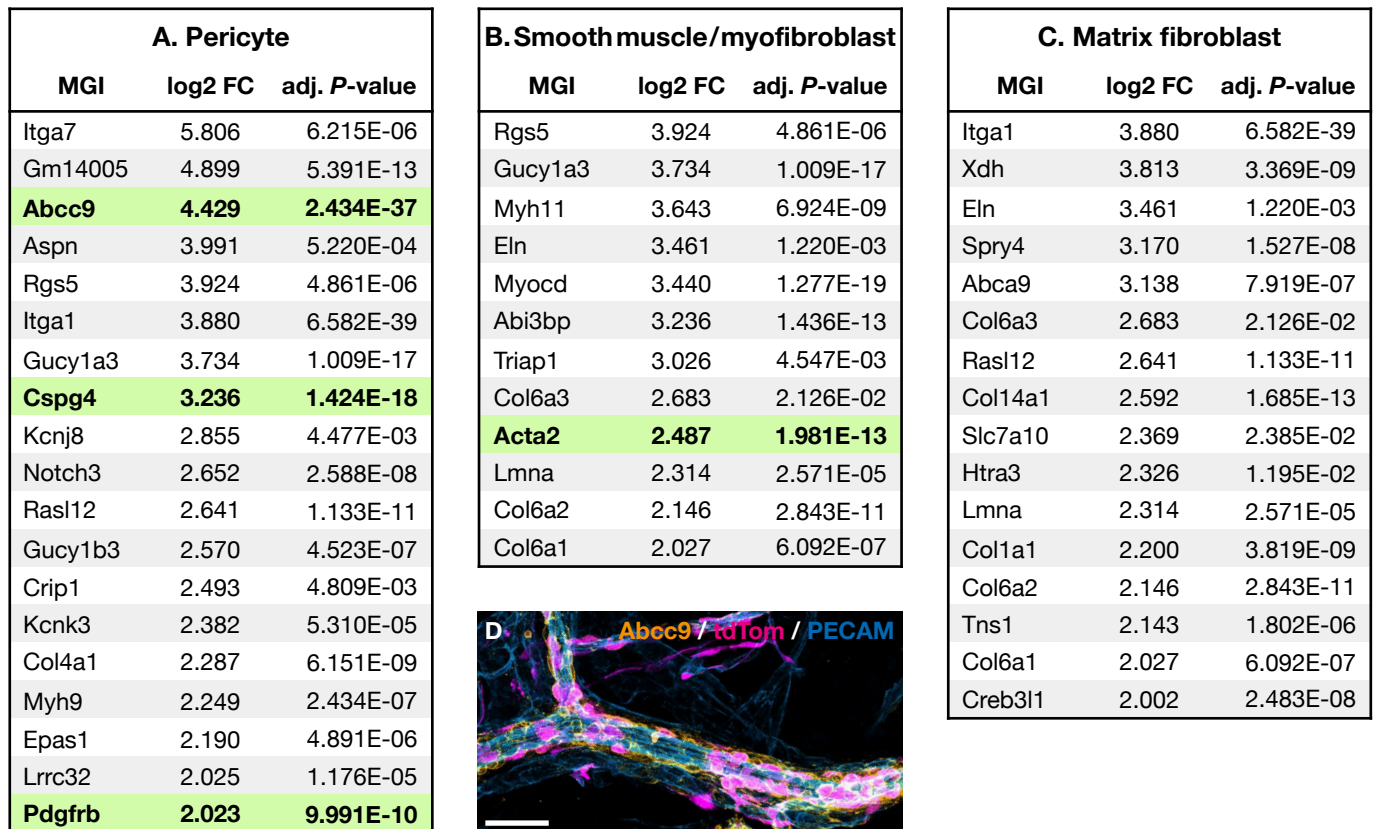 A. Pericyte
MGI log2 FC adj. P-value
Itga7 5.806 6.215E-06
Gm14005 4.899 5.391E-13
Abcc9 4.429 2.434E-37
Aspn 3.991 5.220E-04
Rgs5 3.924 4.861E-06
Itga1 3.880 6.582E-39
Gucy1a3 3.734 1.009E-17
Cspg4 3.236 1.424E-18
Kcnj8 2.855 4.477E-03
Notch3 2.652 2.588E-08
Rasl12 2.641 1.133E-11
Gucy1b3 2.570 4.523E-07
Crip1 2.493 4.809E-03
Kcnk3 2.382 5.310E-05
Col4a1 2.287 6.151E-09
Myh9 2.249 2.434E-07
Epas1 2.190 4.891E-06
Lrrc32 2.025 1.176E-05
Pdgfrb 2.023 9.991E-10
B. Smooth muscle/myofibroblast
MGI log2 FC adj. P-value
Rgs5 3.924 4.861E-06
Gucy1a3 3.734 1.009E-17
Myh11 3.643 6.924E-09
Eln 3.461 1.220E-03
Myocd 3.440 1.277E-19
Abi3bp 3.236 1.436E-13
Triap1 3.026 4.547E-03
Col6a3 2.683 2.126E-02
Acta2 2.487 1.981E-13
Lmna 2.314 2.571E-05
Col6a2 2.146 2.843E-11
Col6a1 2.027 6.092E-07
D Abcc9 / tdTom / PECAM
C. Matrix fibroblast
MGI log2 FC adj. P-value
Itga1 3.880 6.582E-39
Xdh 3.813 3.369E-09
Eln 3.461 1.220E-03
Spry4 3.170 1.527E-08
Abca9 3.138 7.919E-07
Col6a3 2.683 2.126E-02
Rasl12 2.641 1.133E-11
Col14a1 2.592 1.685E-13
Slc7a10 2.369 2.385E-02
Htra3 2.326 1.195E-02
Lmna 2.314 2.571E-05
Col1a1 2.200 3.819E-09
Col6a2 2.146 2.843E-11
Tns1 2.143 1.802E-06
Col6a1 2.027 6.092E-07
Creb3l1 2.002 2.483E-08